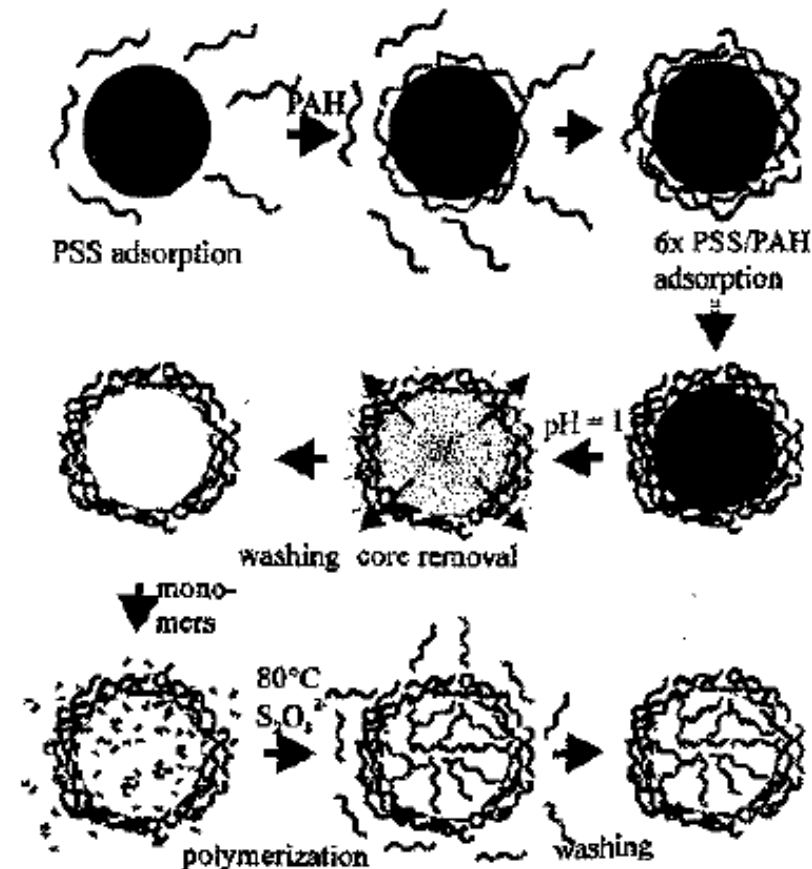 PAH
PSS adsorption
6x PSS/PAH
adsorption
pH = 1
washing core removal
mono-
mers
80°C
polymerization
washing